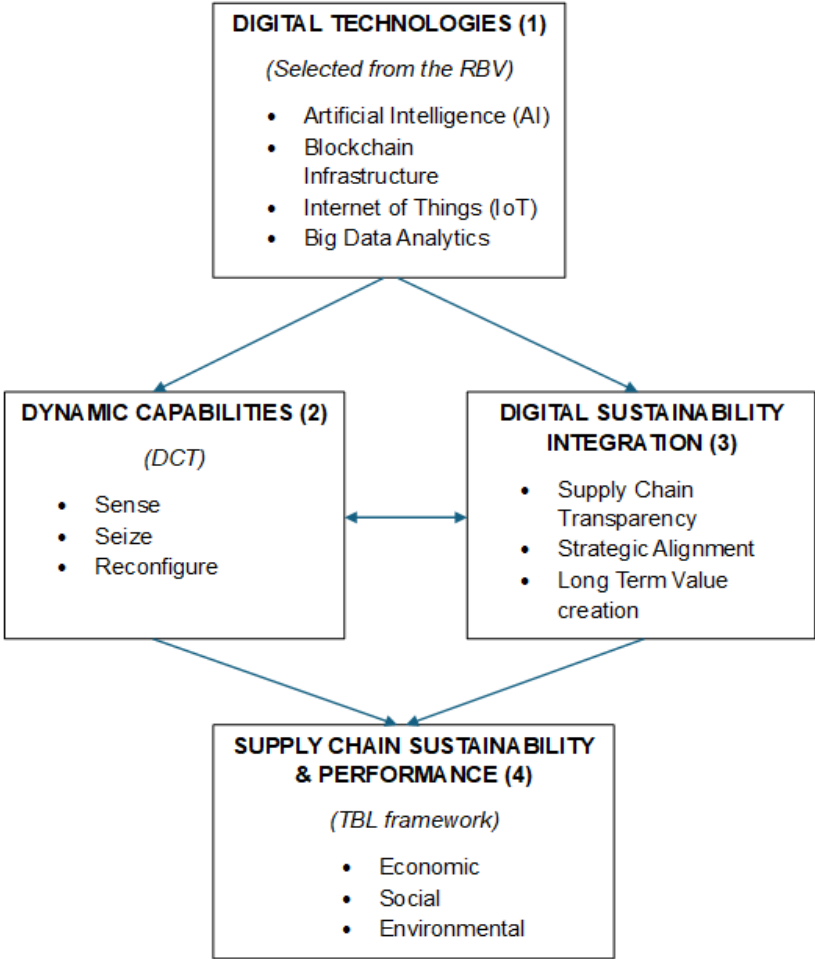 DIGITAL TECHNOLOGIES (1)
(Selected from the RBV)
• Artificial Intelligence (AI)
• Blockchain
Infrastructure
• Internet of Things (IoT)
• Big Data Analytics
DYNAMIC CAPABILITIES (2)
(DCT)
• Sense
• Seize
• Reconfigure
DIGITAL SUSTAINABILITY
INTEGRATION (3)
• Supply Chain
Transparency
• Strategic Alignment
• Long Term Value
creation
SUPPLY CHAIN SUSTAINABILITY
& PERFORMANCE (4)
(TBL framework)
• Economic
• Social
• Environmental